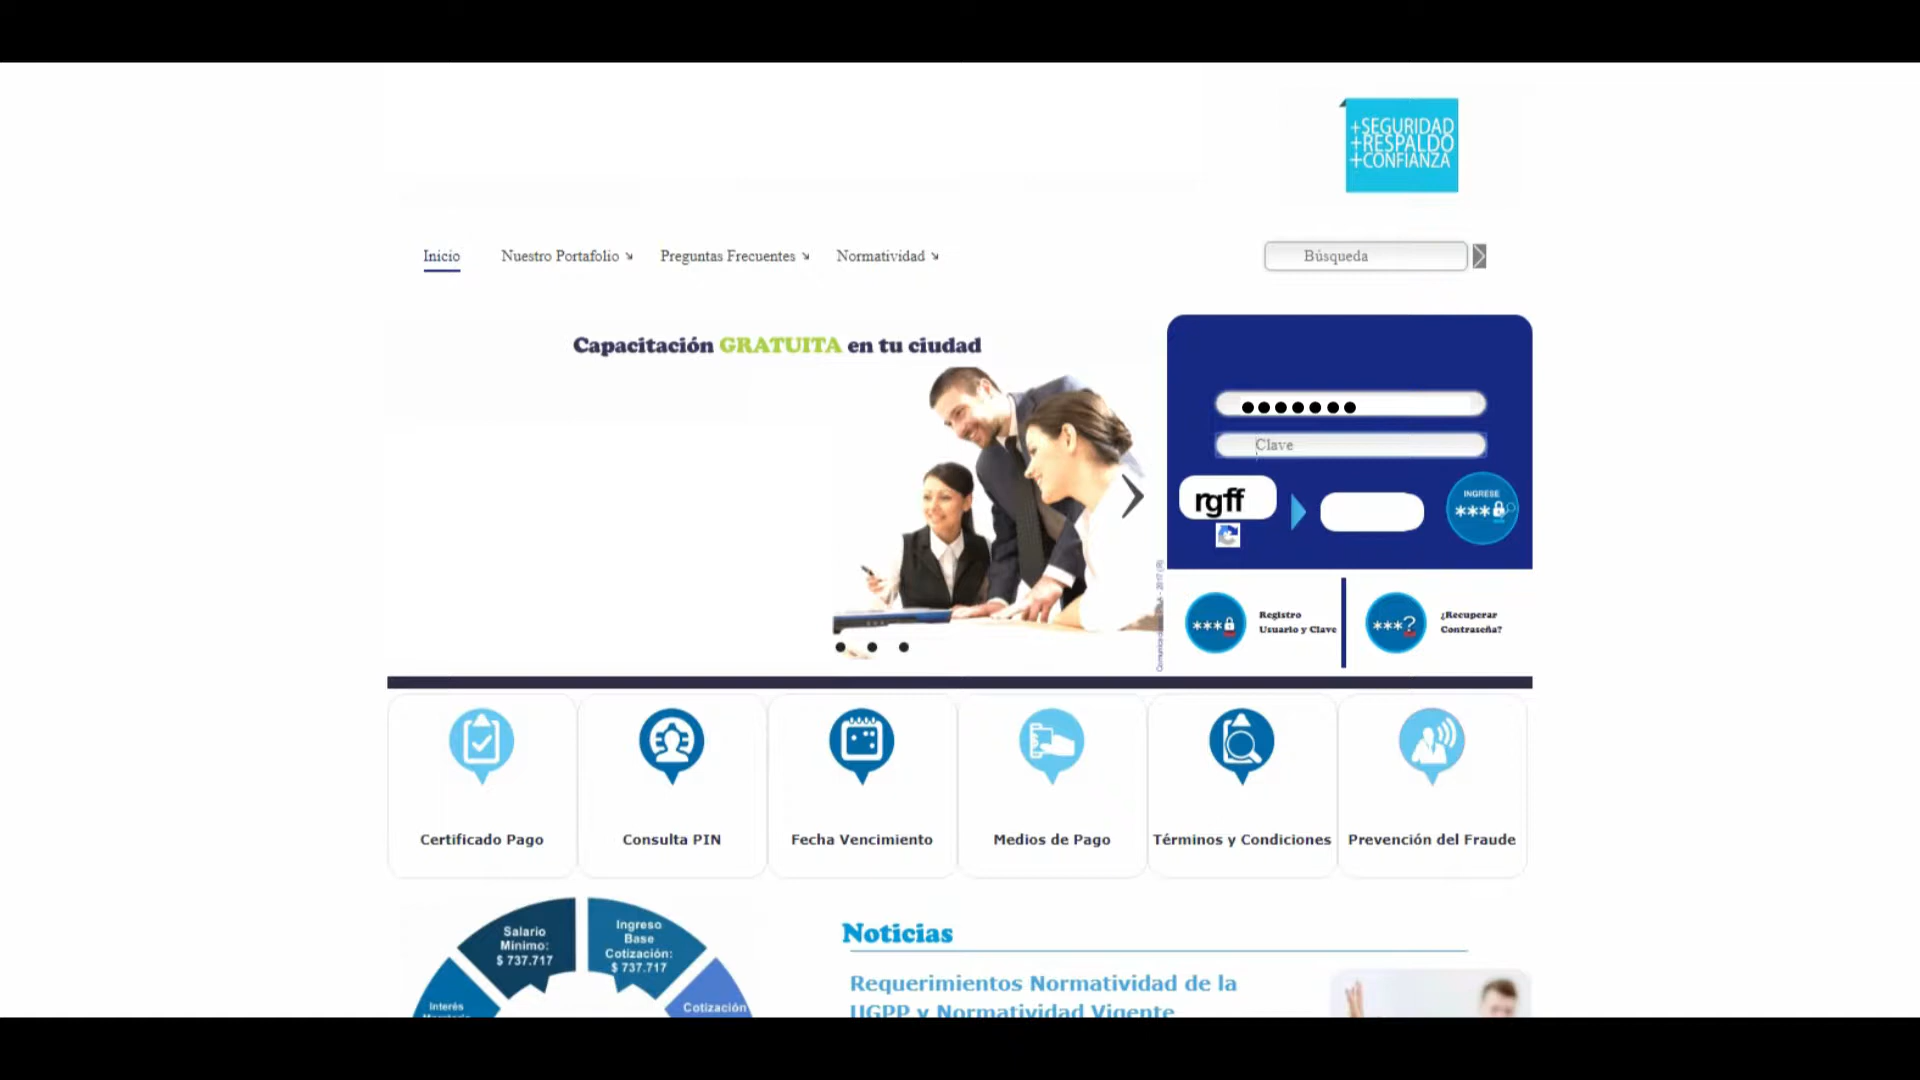 +SEGURIDAD
+RESPALDO
+CONFIANZA
Inicio
Nuestro Portafolio
Preguntas Frecuentes
Normatividad
Búsqueda
Capacitación GRATUITA en tu ciudad
Clave
rgff
INGRESE
***
Registro
Usuario y Clave
¿Recuperar
Contraseña?
***
***?
Certificado Pago
Consulta PIN
Fecha Vencimiento
Medios de Pago
Términos y Condiciones
Prevención del Fraude
Salario
Mínimo:
$ 737.717
Ingreso
Base
Cotización:
$ 737.717
Interés
Cotización
Noticias
Requerimientos Normatividad de la
UGPP y Normatividad Vigente